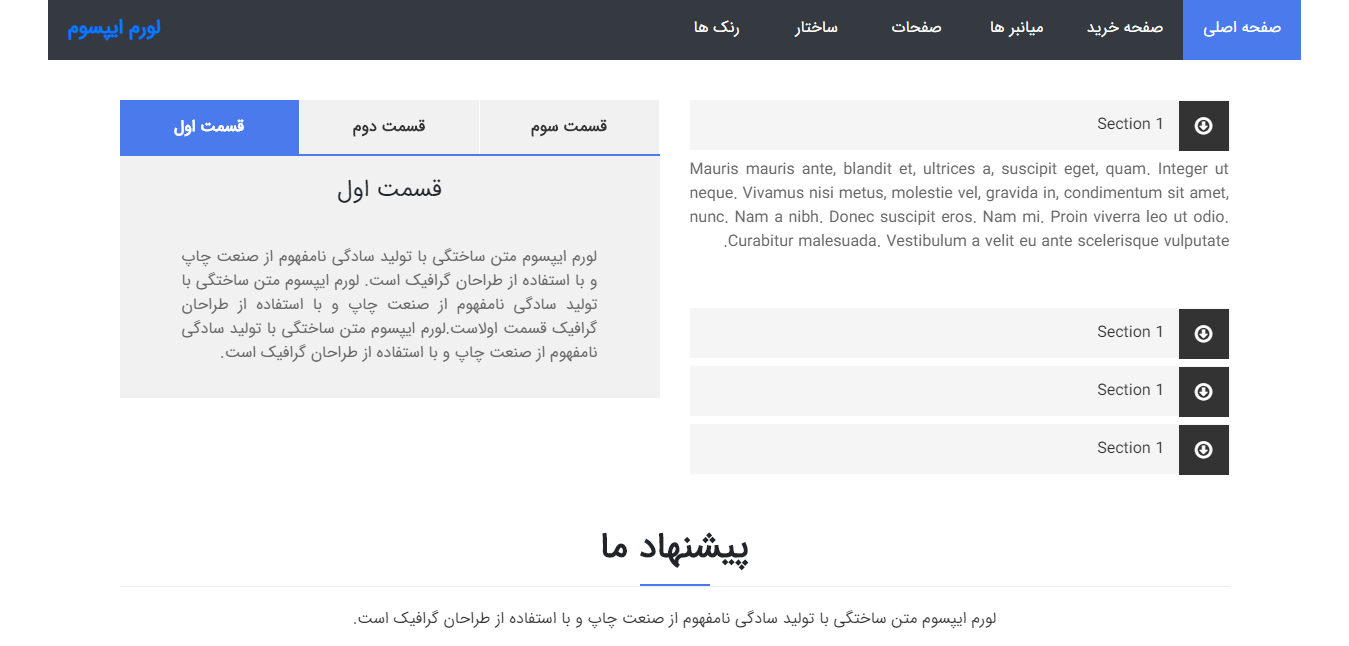 صفحه اصلی
صفحه خرید
میانبر ها
صفحات
ساختار
رنک ها
لورم ایپسوم
Section 1
Mauris mauris ante, blandit et, ultrices a, suscipit eget, quam. Integer ut
neque. Vivamus nisi metus, molestie vel, gravida in, condimentum sit amet,
nunc. Nam a nibh. Donec suscipit eros. Nam mi. Proin viverra leo ut odio.
.Curabitur malesuada. Vestibulum a velit eu ante scelerisque vulputate
Section 1
Section 1
Section 1
قسمت سوم
قسمت دوم
قسمت اول
قسمت اول
لورم ایپسوم متن ساختگی با تولید سادگی نامفهوم از صنعت چاپ
و با استفاده از طراحان گرافیک است. لورم ایپسوم متن ساختگی با
تولید سادگی نامفهوم از صنعت چاپ و با استفاده از طراحان
گرافیک قسمت اولاست.لورم ایپسوم متن ساختگی با تولید سادگی
نامفهوم از صنعت چاپ و با استفاده از طراحان گرافیک است.
پیشنهاد ما
لورم ایپسوم متن ساختگی با تولید سادگی نامفهوم از صنعت چاپ و با استفاده از طراحان گرافیک است.